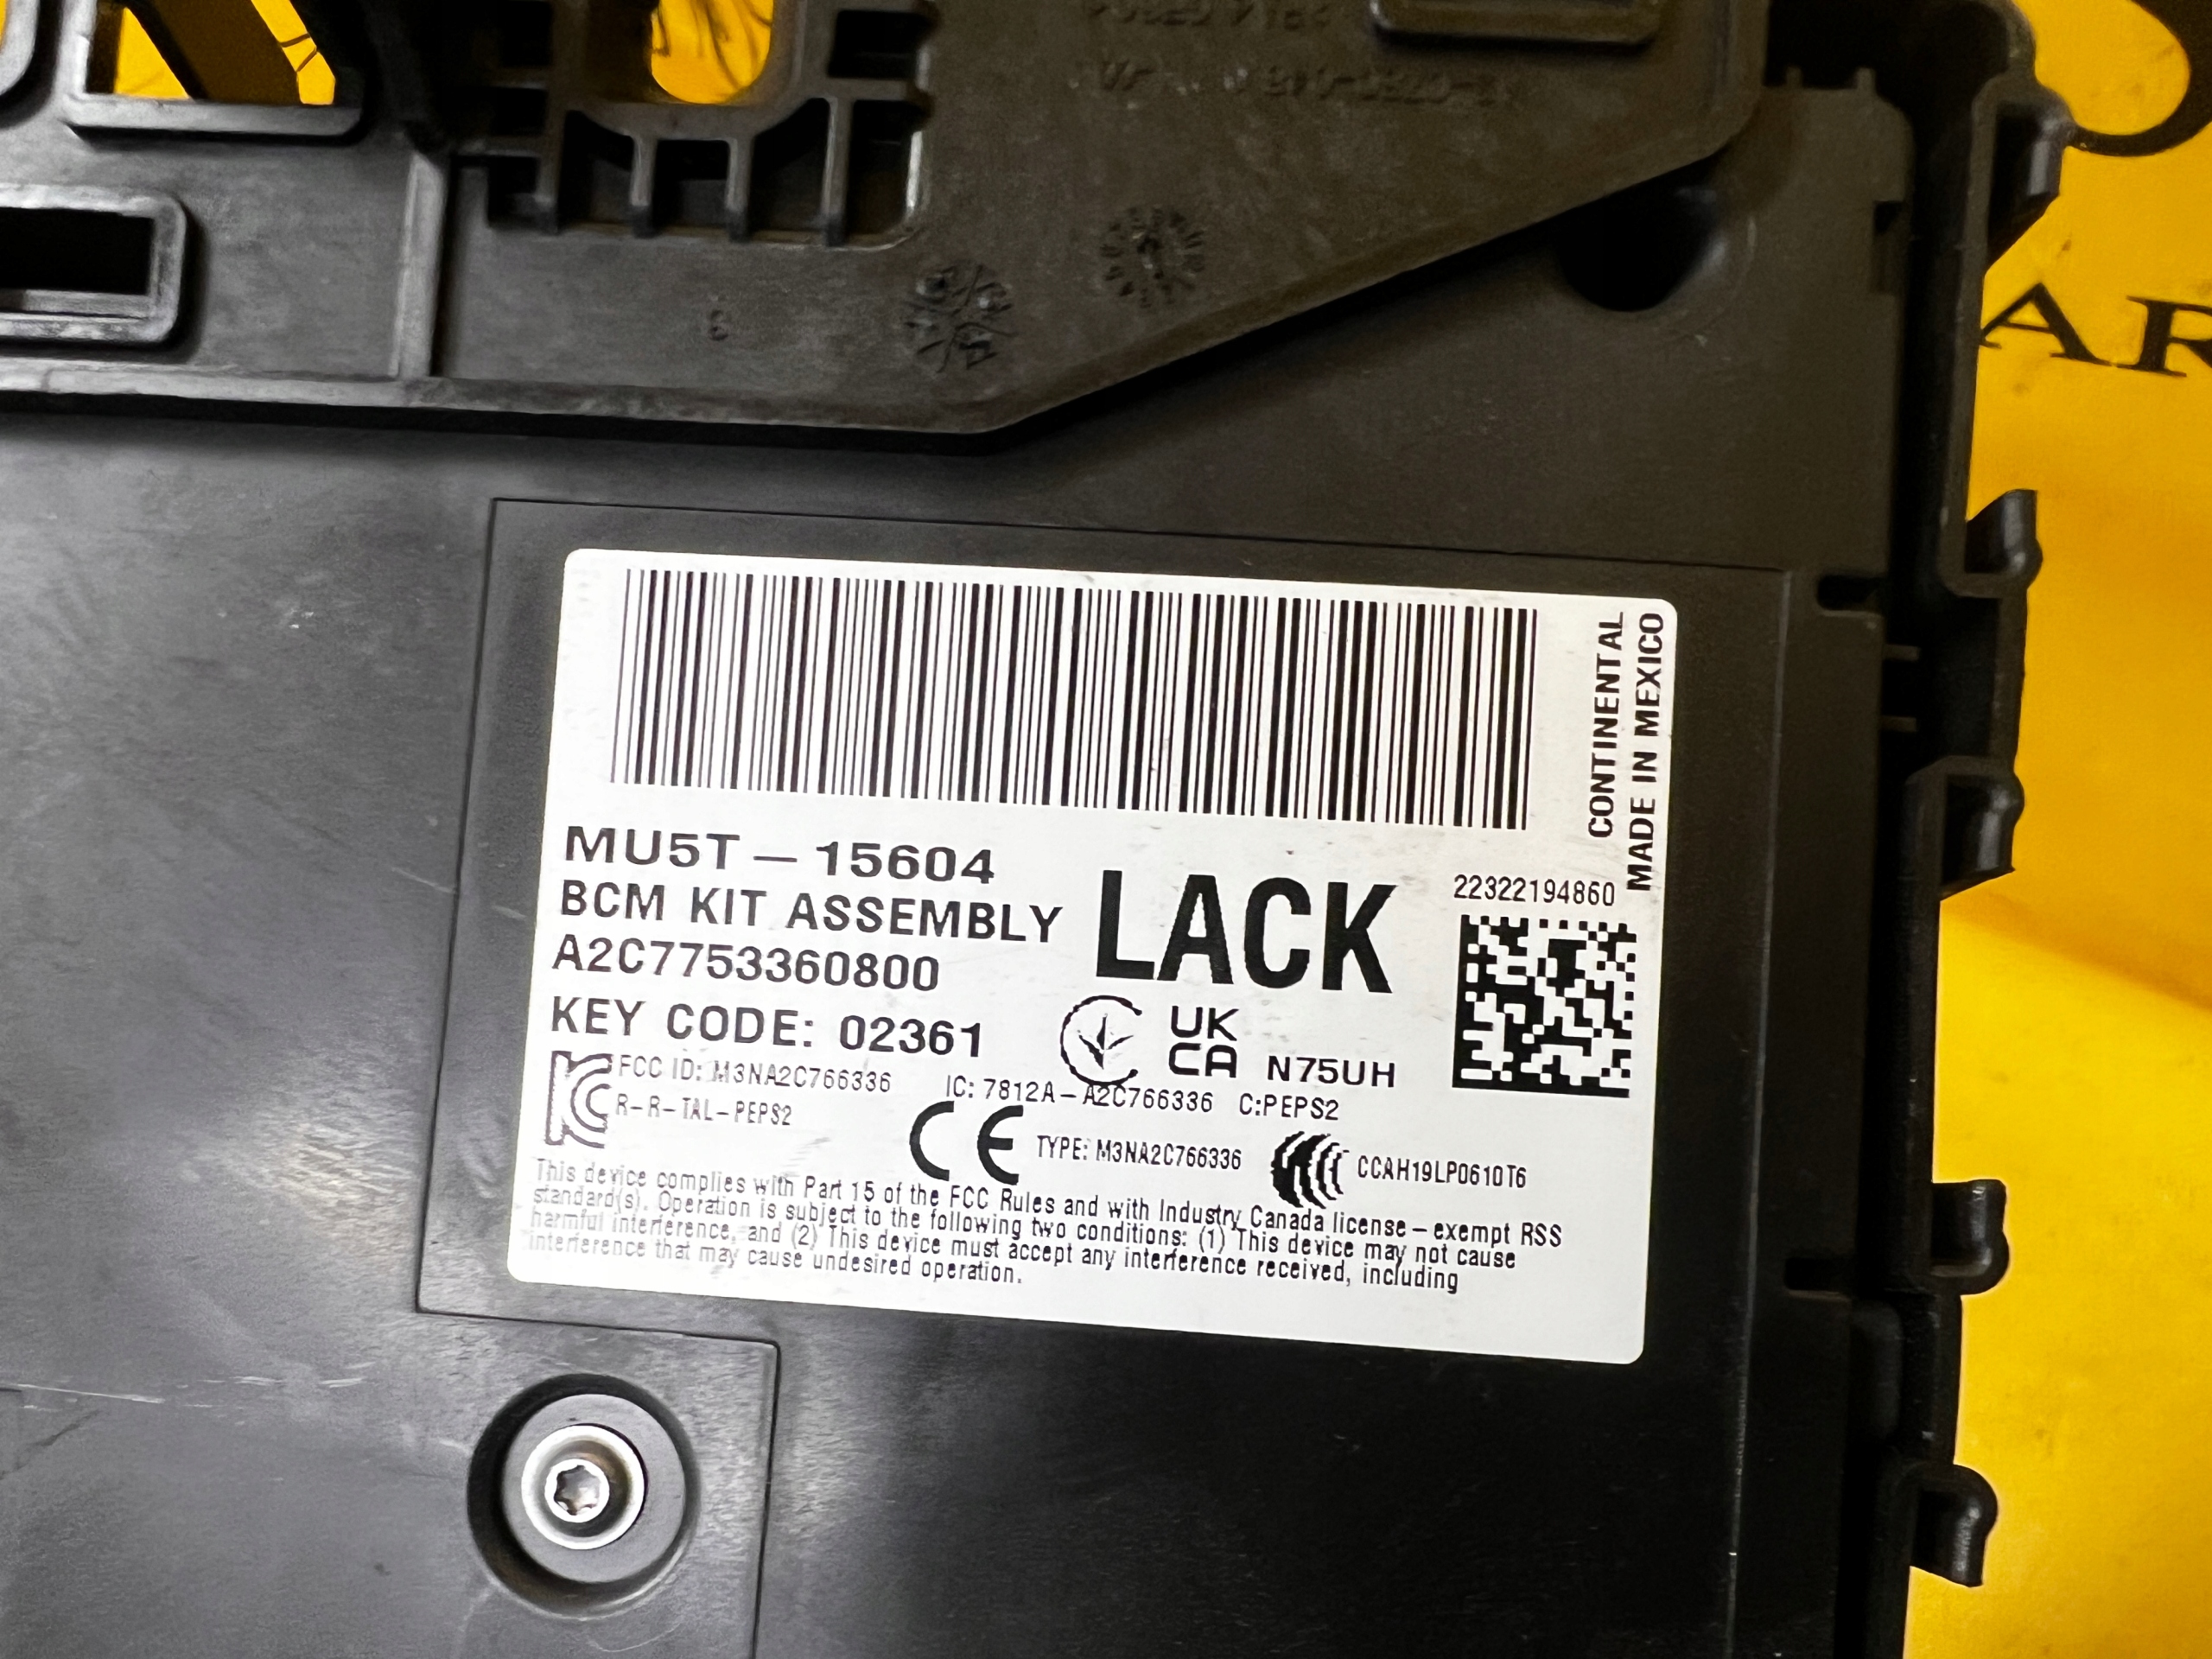 CONTINENTAL
MADE IN MEXICO
MU5T – 15604
BCM KIT ASSEMBLY
A2C7753360800
LACK
22322194860
KEY CODE: 02361
UK
CA
N75UH
FCC ID: M3NA2C766336
IC: 7812A – A2C766336 C:PEPS2
R–R–TAL–PEPS2
CE
TYPE: M3NA2C766336
CCAH19LP0610T6
This device complies with Part 15 of the FCC Rules and with Industry Canada license – exempt RSS
standard(s). Operation is subject to the following two conditions: (1) This device may not cause
harmful interference, and (2) This device must accept any interference received, including
interference that may cause undesired operation.
AR